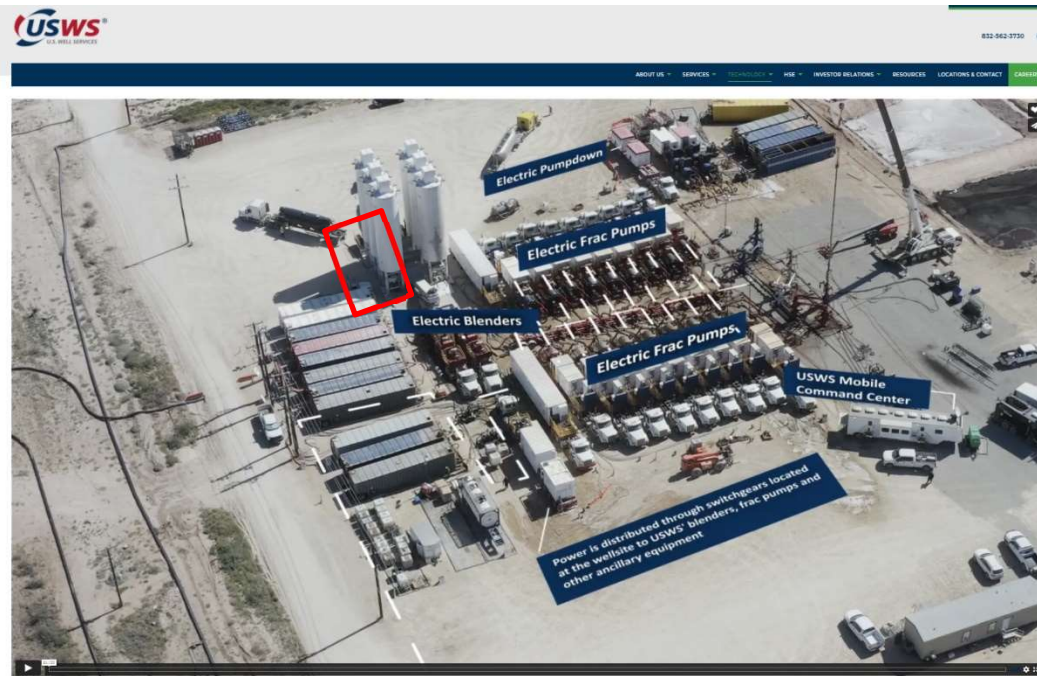 USWS®
U.S. WELL SERVICES
832-562-3730
ABOUT US SERVICES TECHNOLOGY HSE INVESTOR RELATIONS RESOURCES LOCATIONS & CONTACT CAREER
Electric Pumpdown
Electric Frac Pumps
Electric Blenders
Electric Frac Pumps
USWS Mobile
Command Center
Power is distributed through switchgears located
at the wellsite to USWS' blenders, frac pumps and
other ancillary equipment